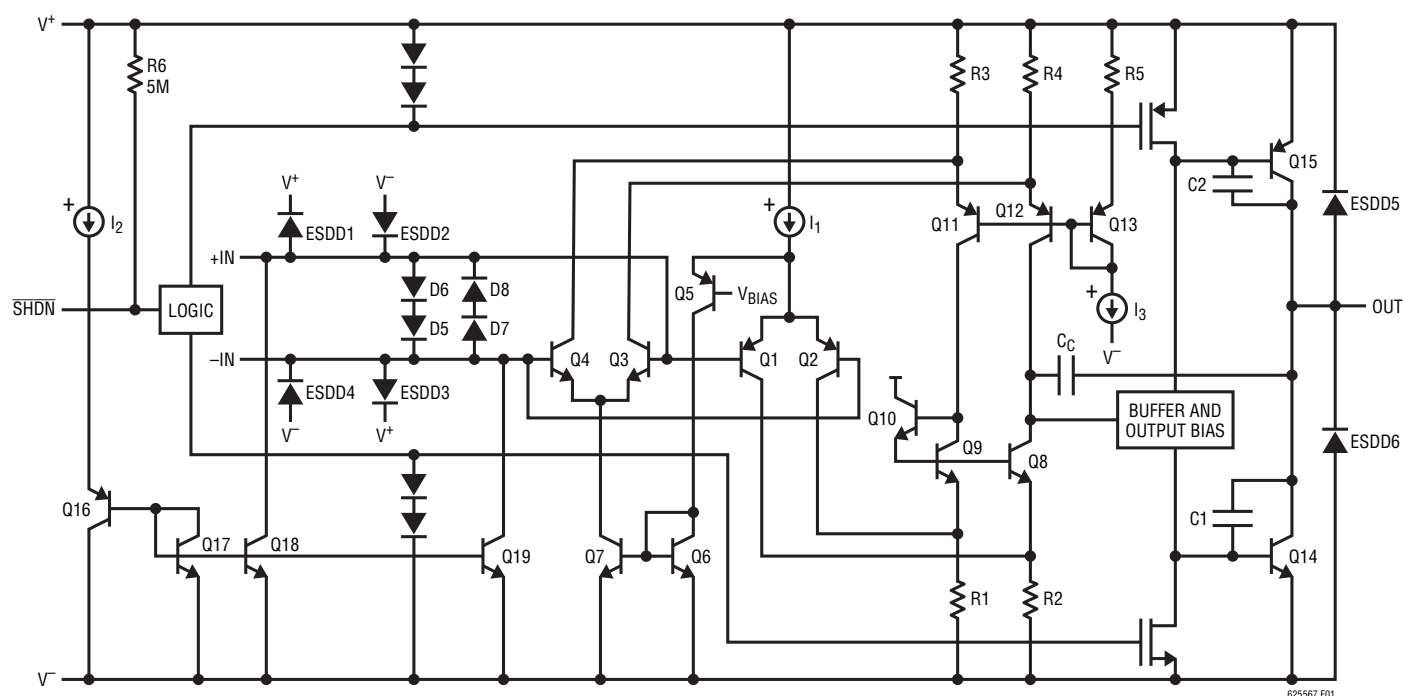 V+
R6
5M
R3
R4
R5
Q15
C2
V+
V−
+
I2
ESDD1
ESDD2
+
I1
Q11
Q12
Q13
ESDD5
+IN
D6
D8
Q5
VBIAS
+
I3
SHDN
LOGIC
OUT
D5
D7
−IN
Q4
Q3
Q1
Q2
CC
V−
ESDD4
ESDD3
V−
V+
Q10
BUFFER AND
OUTPUT BIAS
Q9
Q8
ESDD6
Q16
Q17
Q18
Q19
Q7
Q6
C1
Q14
R1
R2
V−
625567 F01